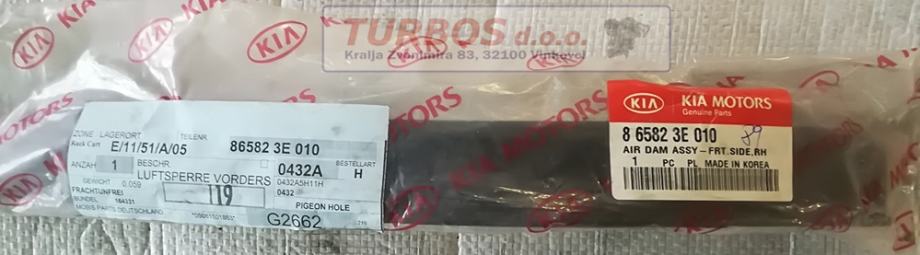 TURBOS d.o.o.
Kralja Zvonimira 83, 32100 Vinkovci
KIA MOTORS
KIA
KIA MOTORS
ZONE LAGERORT TEILENR.
Rack Cart E/11/51/A/05 86582 3E 010
ANZAH 1 BESCHR. 0432A BESTELLART H
LUFTSPERRE VORDERS 0432A5H11H
GEWICHT 0.059 119 0432
FRACHTUNFREI
BUNDEL 164331 PIGEON HOLE
MOBIS PARTS DEUTSCHLAND G2662
KIA KIA MOTORS
Genuine Parts
8 6582 3E 010
AIR DAM ASSY-FRT.SIDE,RH
1 PC PL MADE IN KOREA